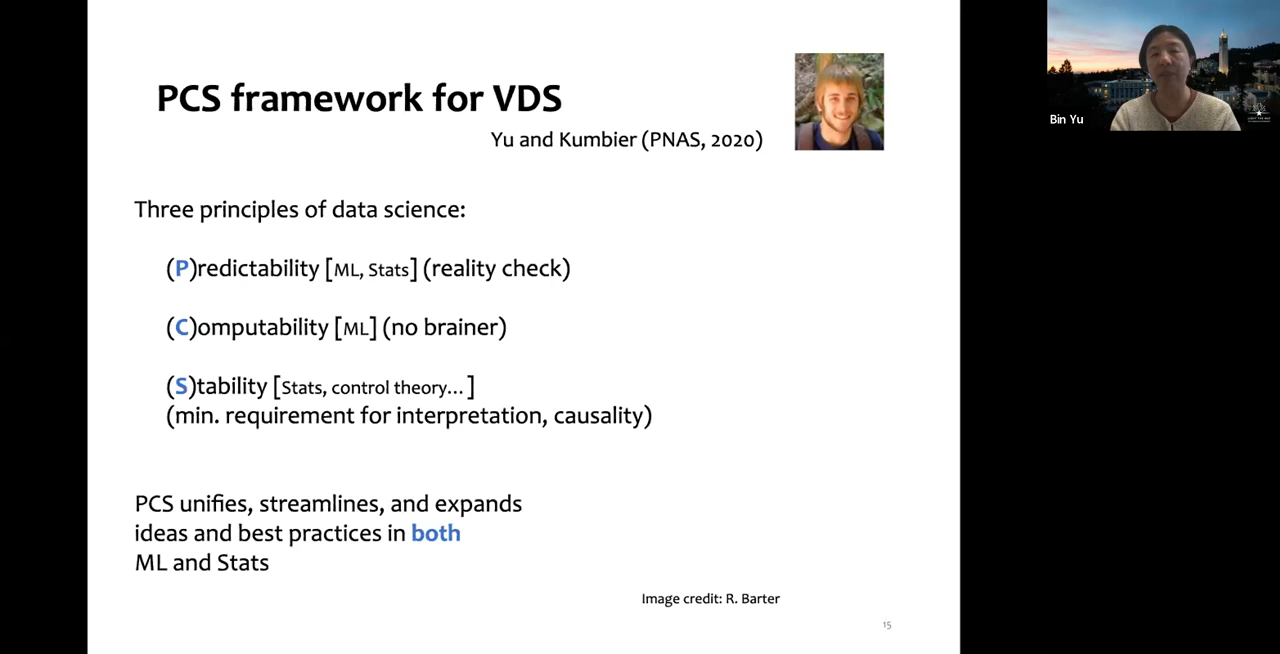 PCS framework for VDS
Yu and Kumbier (PNAS, 2020)
Three principles of data science:
(P)redictability [ML, Stats] (reality check)
(C)omputability [ML] (no brainer)
(S)tability [Stats, control theory... ]
(min. requirement for interpretation, causality)
PCS unifies, streamlines, and expands
ideas and best practices in both
ML and Stats
Image credit: R. Barter
15
Bin Yu